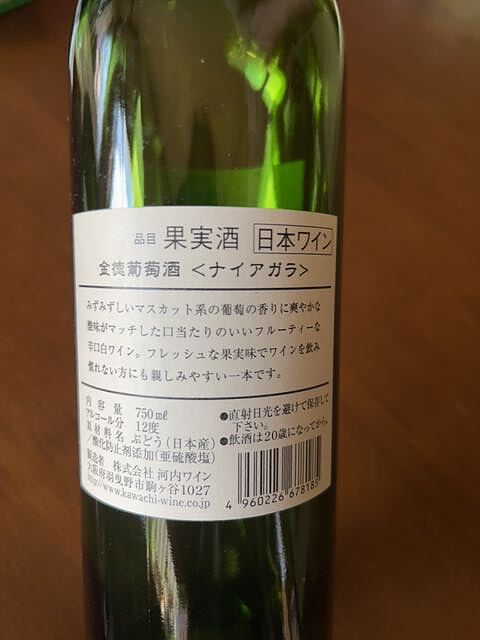 品目 果実酒 日本ワイン
金徳葡萄酒 <ナイアガラ>
みずみずしいマスカット系の葡萄の香りに爽やかな
酸味がマッチした口当たりのいいフルーティーな
辛口白ワイン。フレッシュな果実味でワインを飲み
慣れない方にも親しみやすい一本です。
内容量 750mℓ
アルコール分 12度
原材料名 ぶどう(日本産)
/酸化防止剤添加(亜硫酸塩)
製造者 株式会社 河内ワイン
大阪府羽曳野市駒ヶ谷1027
http://www.kawachi-wine.co.jp
●直射日光を避けて保存して
下さい。
●飲酒は20歳になってから。
4 960226 678185